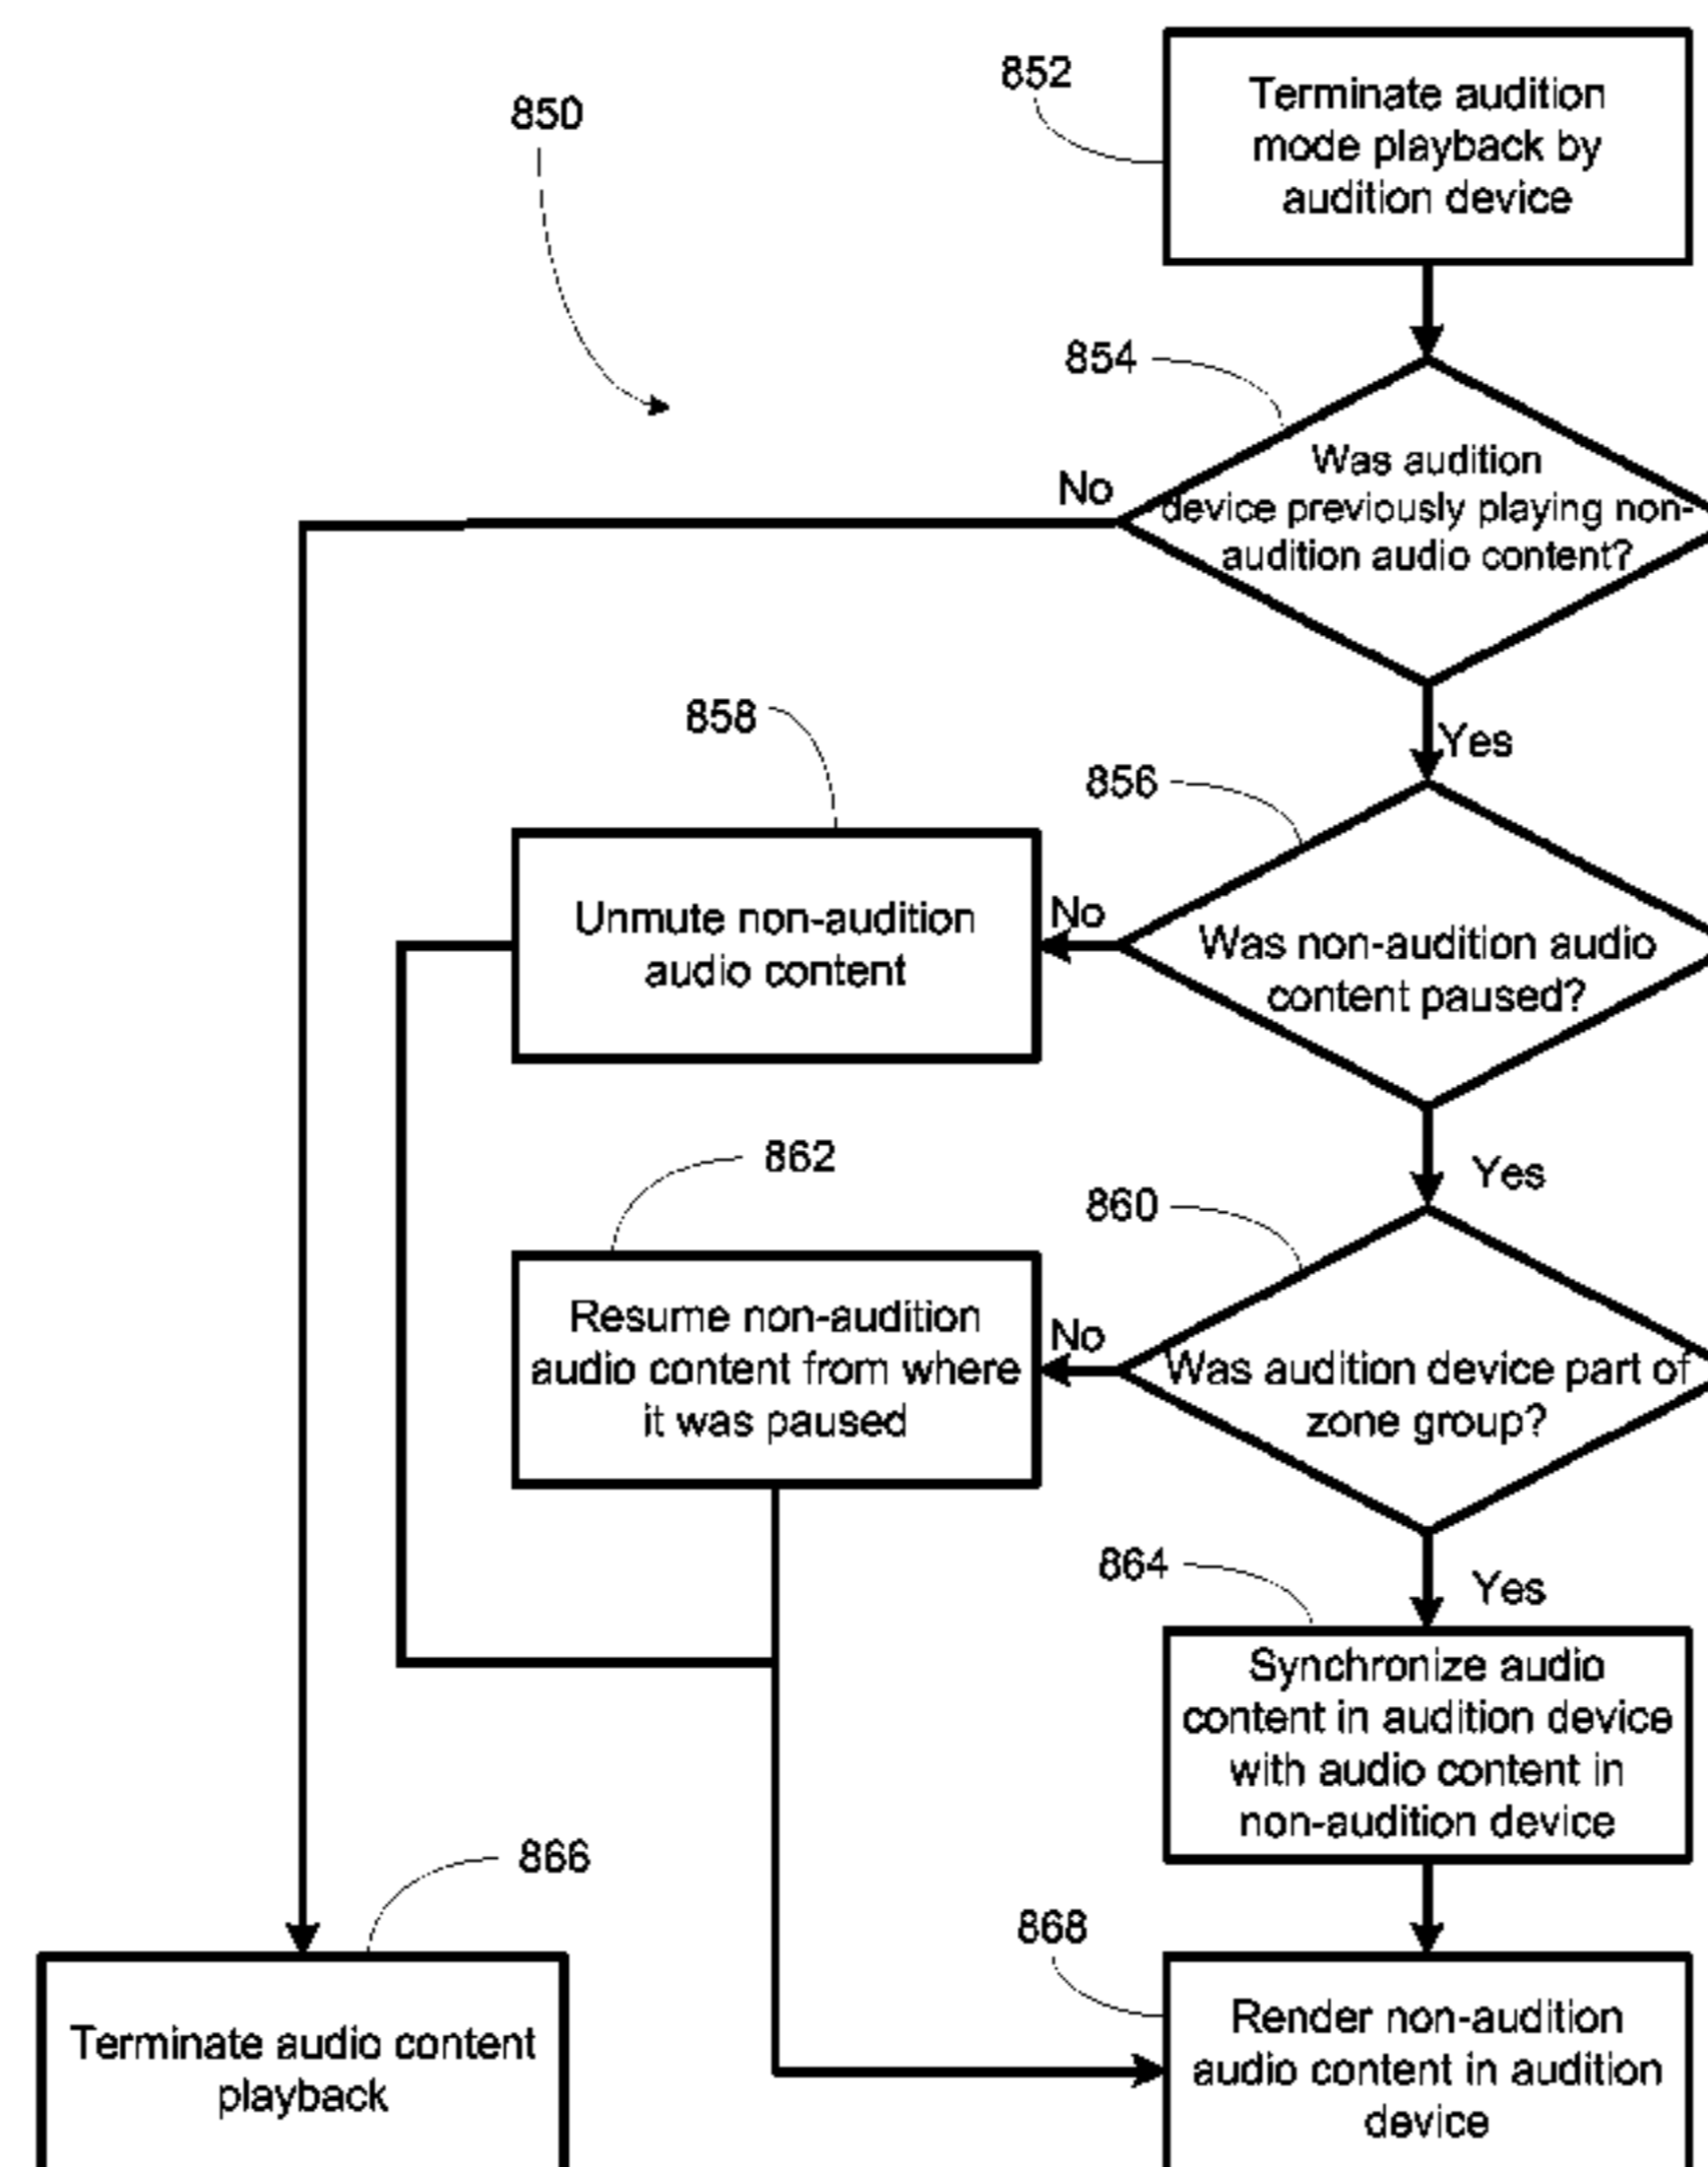 852
Terminate audition
mode playback by
audition device
850
854
Was audition
device previously playing non-
audition audio content?
No
Yes
858
856
Unmute non-audition
audio content
No
Was non-audition audio
content paused?
862
Yes
860
Resume non-audition
audio content from where
it was paused
No
Was audition device part of
zone group?
864
Yes
Synchronize audio
content in audition device
with audio content in
non-audition device
866
868
Terminate audio content
playback
Render non-audition
audio content in audition
device